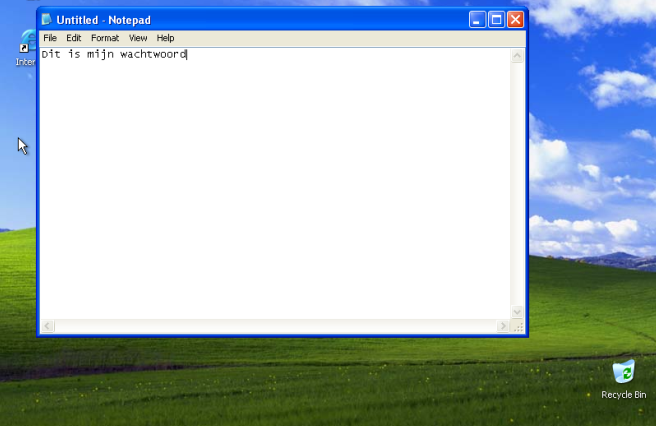 Untitled - Notepad
File Edit Format View Help
Dit is mijn wachtwoord
Recycle Bin